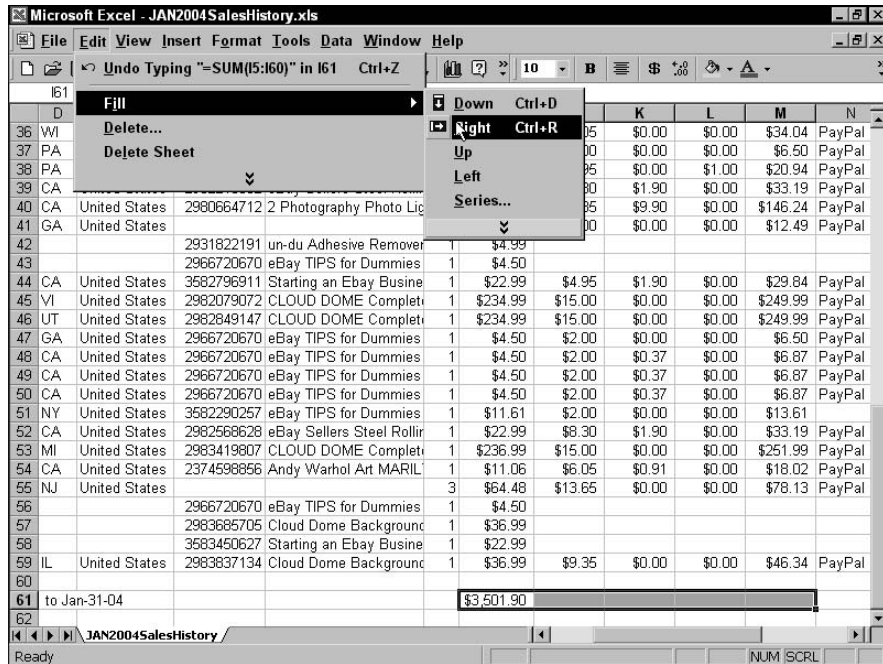 Microsoft Excel - JAN2004SalesHistory.xls
File Edit View Insert Format Tools Data Window Help
Undo Typing "=SUM(I5:I60)" in I61 Ctrl+Z 10 B $
I61
Fill
Delete...
Delete Sheet
Down Ctrl+D
Right Ctrl+R
Up
Left
Series...
D K L M N
36 WI $0.00 $0.00 $34.04 PayPal
37 PA $0.00 $0.00 $6.50 PayPal
38 PA $0.00 $1.00 $20.94 PayPal
39 CA $1.90 $0.00 $33.19 PayPal
40 CA United States 2980664712 2 Photography Photo Lig $9.90 $0.00 $146.24 PayPal
41 GA United States $0.00 $0.00 $12.49 PayPal
42 2931822191 un-du Adhesive Remover 1 $4.99
43 2966720670 eBay TIPS for Dummies 1 $4.50
44 CA United States 3582796911 Starting an Ebay Busine 1 $22.99 $4.95 $1.90 $0.00 $29.84 PayPal
45 VI United States 2982079072 CLOUD DOME Complet 1 $234.99 $15.00 $0.00 $0.00 $249.99 PayPal
46 UT United States 2982849147 CLOUD DOME Complet 1 $234.99 $15.00 $0.00 $0.00 $249.99 PayPal
47 GA United States 2966720670 eBay TIPS for Dummies 1 $4.50 $2.00 $0.00 $0.00 $6.50 PayPal
48 CA United States 2966720670 eBay TIPS for Dummies 1 $4.50 $2.00 $0.37 $0.00 $6.87 PayPal
49 CA United States 2966720670 eBay TIPS for Dummies 1 $4.50 $2.00 $0.37 $0.00 $6.87 PayPal
50 CA United States 2966720670 eBay TIPS for Dummies 1 $4.50 $2.00 $0.37 $0.00 $6.87 PayPal
51 NY United States 3582290257 eBay TIPS for Dummies 1 $11.61 $2.00 $0.00 $0.00 $13.61
52 CA United States 2982568628 eBay Sellers Steel Rollir 1 $22.99 $8.30 $1.90 $0.00 $33.19 PayPal
53 MI United States 2983419807 CLOUD DOME Complet 1 $236.99 $15.00 $0.00 $0.00 $251.99 PayPal
54 CA United States 2374598856 Andy Warhol Art MARIL 1 $11.06 $6.05 $0.91 $0.00 $18.02 PayPal
55 NJ United States 3 $64.48 $13.65 $0.00 $0.00 $78.13 PayPal
56 2966720670 eBay TIPS for Dummies 1 $4.50
57 2983685705 Cloud Dome Background 1 $36.99
58 3583450627 Starting an Ebay Busine 1 $22.99
59 IL United States 2983837134 Cloud Dome Background 1 $36.99 $9.35 $0.00 $0.00 $46.34 PayPal
60
61 to Jan-31-04 $3,501.90
62
JAN2004SalesHistory
Ready NUM SCRL